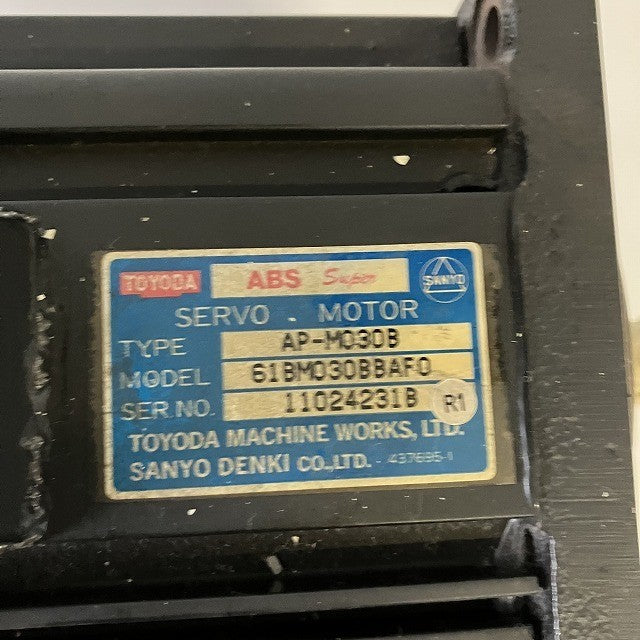 TOYODA ABS Super SANYO
SERVO . MOTOR
TYPE AP-M030B
MODEL 61BM030BBAF0
SER.NO. 11024231B R1
TOYODA MACHINE WORKS, LTD.
SANYO DENKI CO., LTD. 437695-1